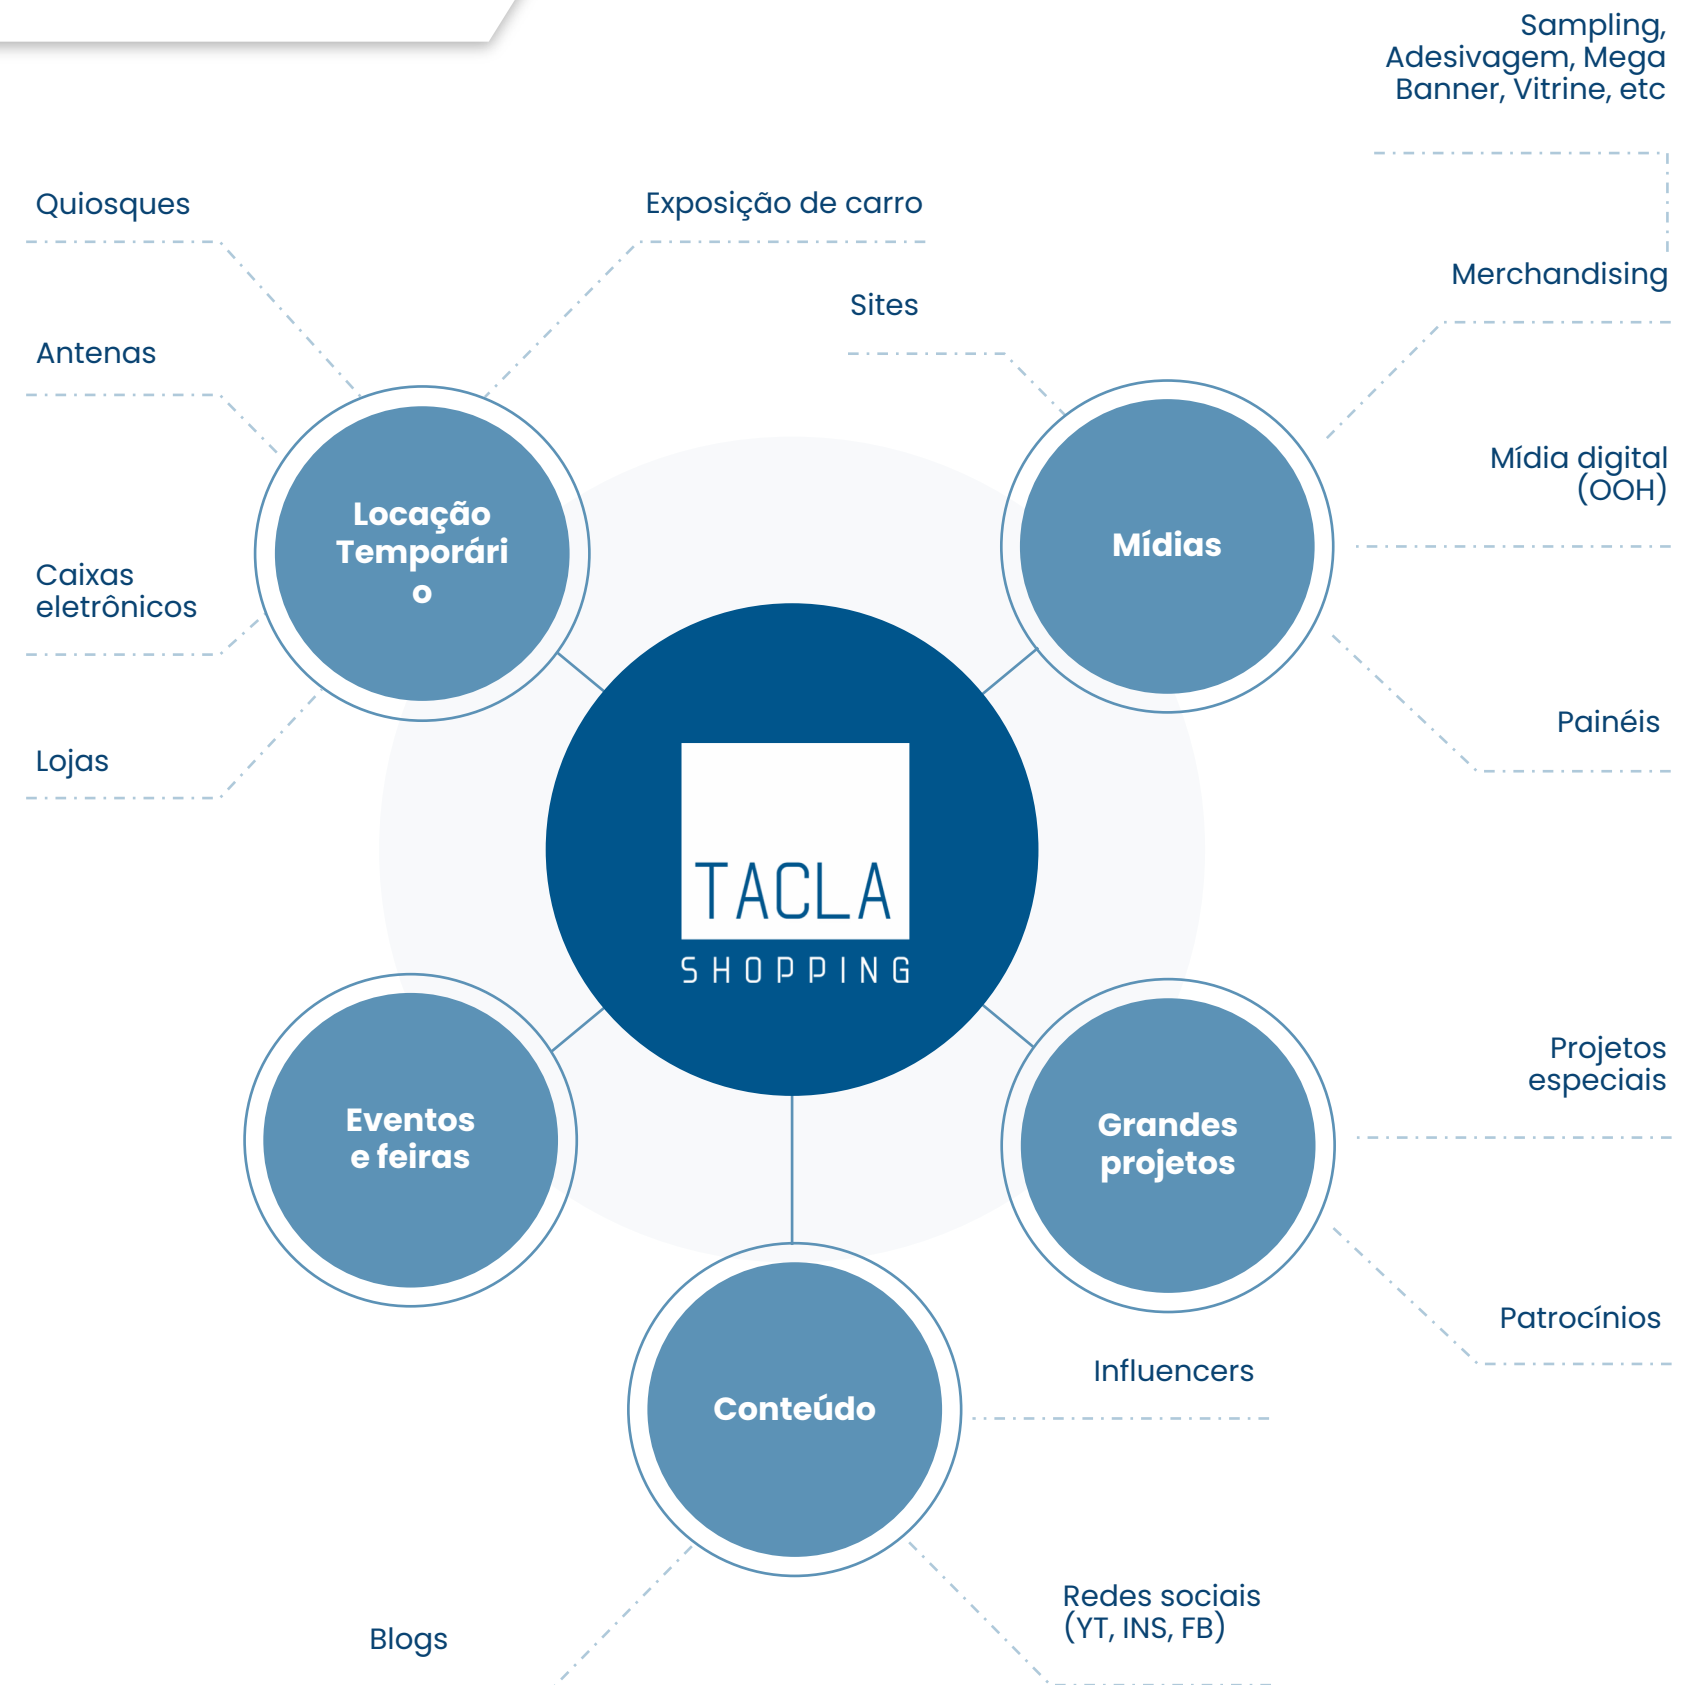 Sampling,
Adesivagem, Mega
Banner, Vitrine, etc
Quiosques
Exposição de carro
Merchandising
Sites
Antenas
Mídia digital
(OOH)
Locação
Temporári
o
Mídias
Caixas
eletrônicos
Painéis
Lojas
TACLA
SHOPPING
Projetos
especiais
Eventos
e feiras
Grandes
projetos
Patrocínios
Influencers
Conteúdo
Redes sociais
(YT, INS, FB)
Blogs